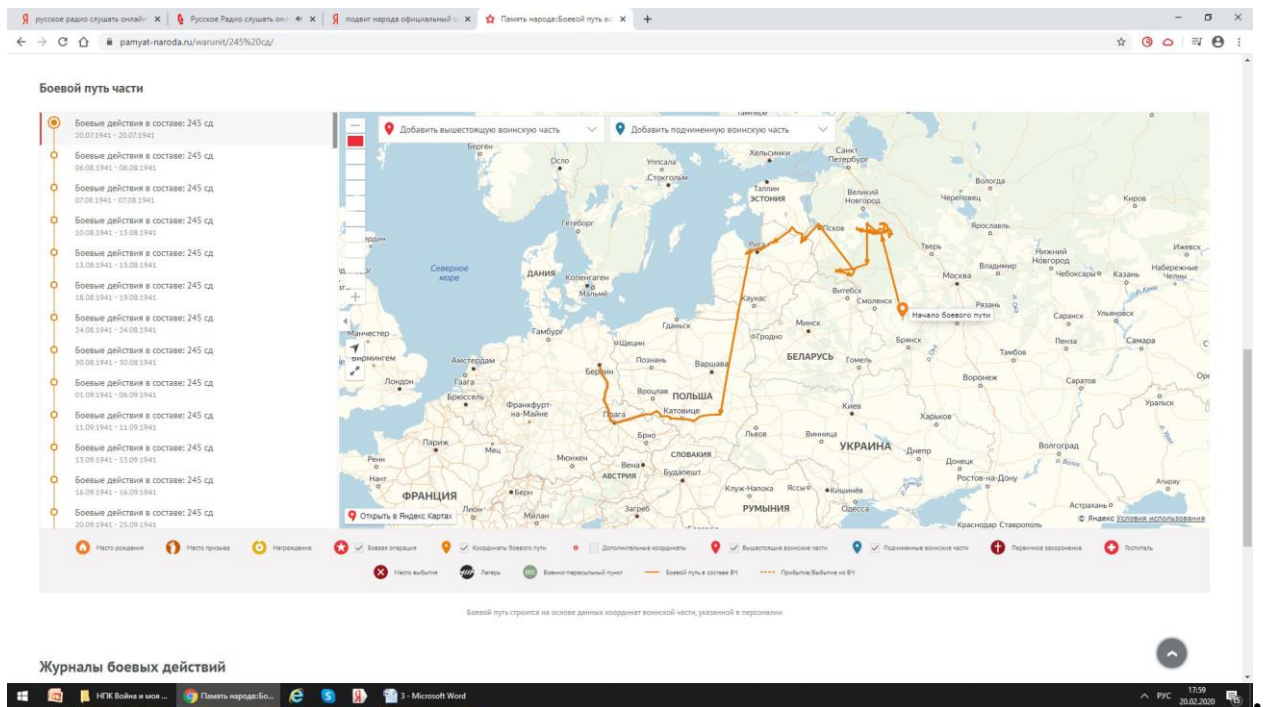 русское радио слушать онлайн
Русское Радио слушать онл
подвиг народа официальный с
Память народа::Боевой путь во
pamyat-naroda.ru/warunit/245%20сд/
Боевой путь части
Боевые действия в составе: 245 сд
20.07.1941 - 20.07.1941
Боевые действия в составе: 245 сд
06.08.1941 - 06.08.1941
Боевые действия в составе: 245 сд
07.08.1941 - 07.08.1941
Боевые действия в составе: 245 сд
10.08.1941 - 13.08.1941
Боевые действия в составе: 245 сд
13.08.1941 - 13.08.1941
Боевые действия в составе: 245 сд
18.08.1941 - 19.08.1941
Боевые действия в составе: 245 сд
24.08.1941 - 24.08.1941
Боевые действия в составе: 245 сд
30.08.1941 - 30.08.1941
Боевые действия в составе: 245 сд
01.09.1941 - 06.09.1941
Боевые действия в составе: 245 сд
11.09.1941 - 11.09.1941
Боевые действия в составе: 245 сд
13.09.1941 - 13.09.1941
Боевые действия в составе: 245 сд
16.09.1941 - 16.09.1941
Боевые действия в составе: 245 сд
20.09.1941 - 25.09.1941
Добавить вышестоящую воинскую часть
Добавить подчиненную воинскую часть
Тампере
Берген
Осло
Уппсала
Стокгольм
Хельсинки
Санкт
Петербург
Таллин
ЭСТОНИЯ
Великий
Новгород
Вологда
Череповец
Киров
Гетеборг
Рига
Псков
Ярославль
Тверь
Нижний
Новгород
Ижевск
Северное
море
ДАНИЯ
Копенгаген
Мальмё
Москва
Владимир
Чебоксары
Казань
Набережные
Челны
Каунас
Витебск
Смоленск
Начало боевого пути
Рязань
Саранск
Ульяновск
р.Кама
Манчестер
Гамбург
Гданьск
Минск
Гродно
Брянск
Пенза
Самара
Щецин
Бирмингем
Амстердам
Берлин
Познань
Варшава
БЕЛАРУСЬ
Гомель
Ока
Тамбов
Лондон
Гаага
Воронеж
Саратов
Брюссель
Вроцлав
ПОЛЬША
Уральск
Франкфурт-
на-Майне
Прага
Катовице
Киев
Харьков
Париж
Мец
Брно
Львов
Винница
УКРАИНА
Днепр
Волгоград
р.Волга
Ренн
Мюнхен
Вена
СЛОВАКИЯ
Донецк
АВСТРИЯ
Будапешт
Нант
Берн
Клуж-Напока
Яссы
Кишинёв
Ростов-на-Дону
Атырау
ФРАНЦИЯ
Лион
Милан
Загреб
РУМЫНИЯ
Одесса
Астрахань
Краснодар Ставрополь
Открыть в Яндекс.Картах
© Яндекс Условия использования
Место рождения
Место призыва
Награждение
Боевая операция
Координаты боевого пути
Дополнительные координаты
Вышестоящие воинские части
Подчиненные воинские части
Первичное захоронение
Госпиталь
Место выбытия
Лагерь
Военно-пересыльный пункт
Боевой путь в составе ВЧ
Прибытие/Выбытие из ВЧ
Боевой путь строится на основе данных координат воинской части, указанной в персоналии
Журналы боевых действий
НПК Война и моя ...
Память народа::Бо...
3 - Microsoft Word
РУС
17:59
20.02.2020